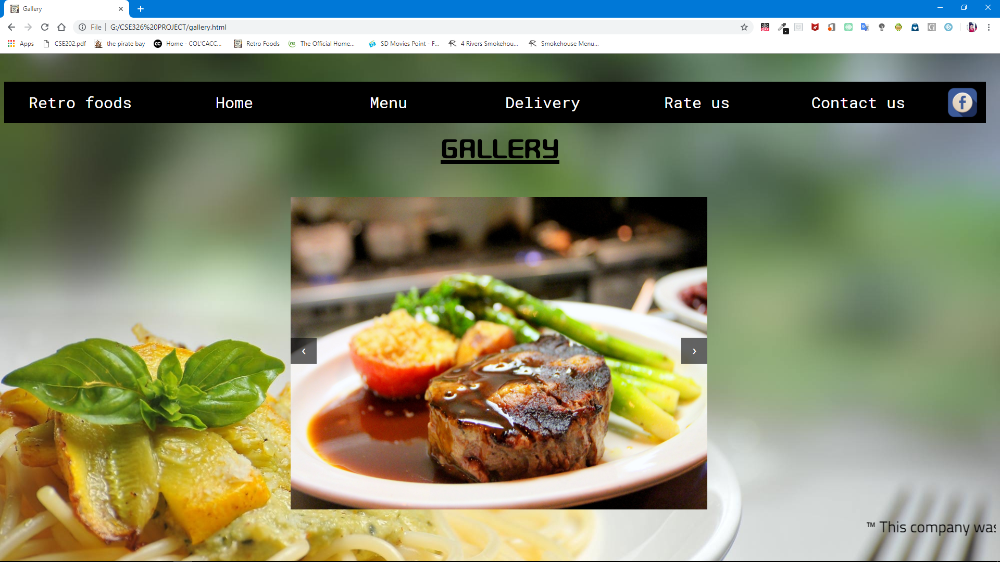 Gallery
File
G:/CSE326%20PROJECT/gallery.html
OFF
Apps
CSE202.pdf
the pirate bay
Home - COL'CACC...
Retro Foods
The Official Home...
SD Movies Point - F...
4 Rivers Smokehou...
Smokehouse Menu...
Retro foods
Home
Menu
Delivery
Rate us
Contact us
GALLERY
™ This company was